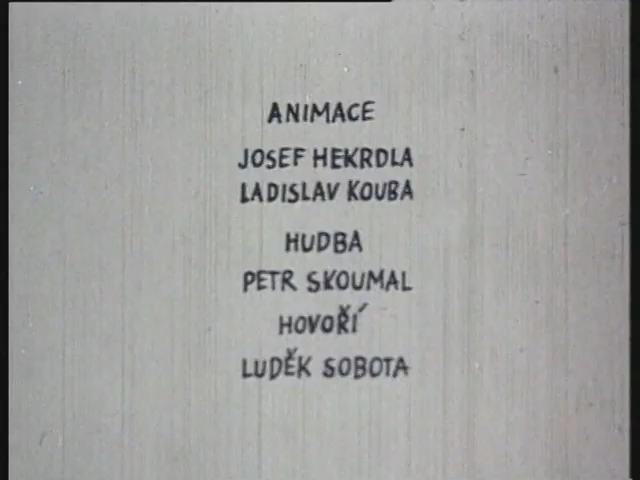 ANIMACE
JOSEF HEKRDLA
LADISLAV KOUBA
HUDBA
PETR SKOUMAL
HOVOŘÍ
LUDĚK SOBOTA